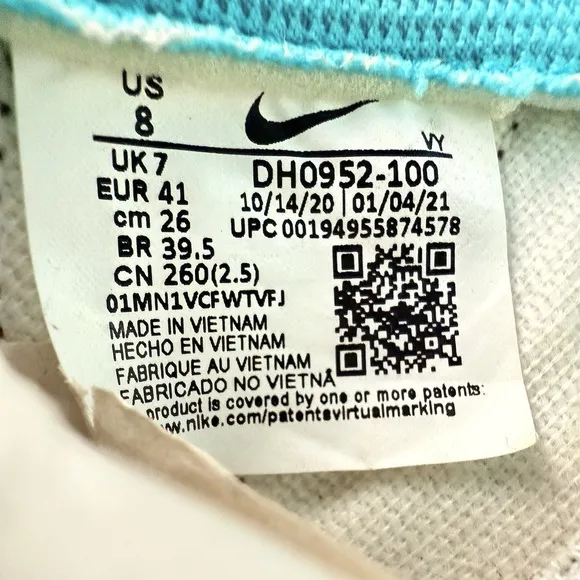 US
8
VY
UK 7
DH0952-100
EUR 41
10/14/20 | 01/04/21
cm 26
UPC 00194955874578
BR 39.5
CN 260(2.5)
01MN1VCFWTVFJ
MADE IN VIETNAM
HECHO EN VIETNAM
FABRIQUE AU VIETNAM
FABRICADO NO VIETNÃ
product is covered by one or more patents:
w.nike.com/patentsvirtualmarking